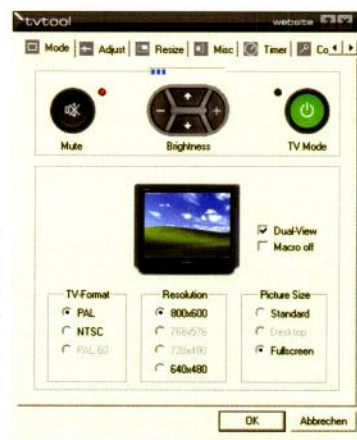 tvtool website
Mode Adjust Resize Misc Timer Co
Mute Brightness TV Mode
Dual-View
Macro off
TV-Format Resolution Picture Size
PAL 800x600 Standard
NTSC 768x576 Desktop
PAL 60 720x480 Fullscreen
640x480
OK Abbrechen